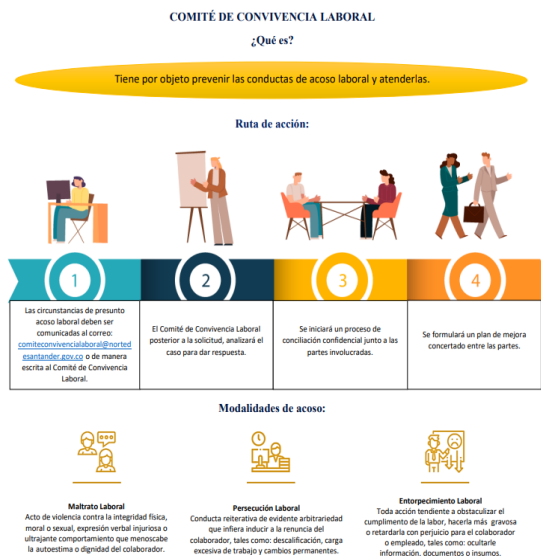 COMITÉ DE CONVIVENCIA LABORAL
¿Qué es?
Tiene por objeto prevenir las conductas de acoso laboral y atenderlas.
Ruta de acción:
1
2
3
4
Las circunstancias de presunto
acoso laboral deben ser
comunicadas al correo:
comiteconvivencialaboral@norted
esantander.gov.co o de manera
escrita al Comité de Convivencia
Laboral.
El Comité de Convivencia Laboral
posterior a la solicitud, analizará el
caso para dar respuesta.
Se iniciará un proceso de
conciliación confidencial junto a las
partes involucradas.
Se formulará un plan de mejora
concertado entre las partes.
Modalidades de acoso:
Maltrato Laboral
Acto de violencia contra la integridad física,
moral o sexual, expresión verbal injuriosa o
ultrajante comportamiento que menoscabe
la autoestima o dignidad del colaborador.
Persecución Laboral
Conducta reiterativa de evidente arbitrariedad
que infiera inducir a la renuncia del
colaborador, tales como: descalificación, carga
excesiva de trabajo y cambios permanentes.
Entorpecimiento Laboral
Toda acción tendiente a obstaculizar el
cumplimento de la labor, hacerla más gravosa
o retardarla con perjuicio para el colaborador
o empleado, tales como: ocultarle
información, documentos o insumos.